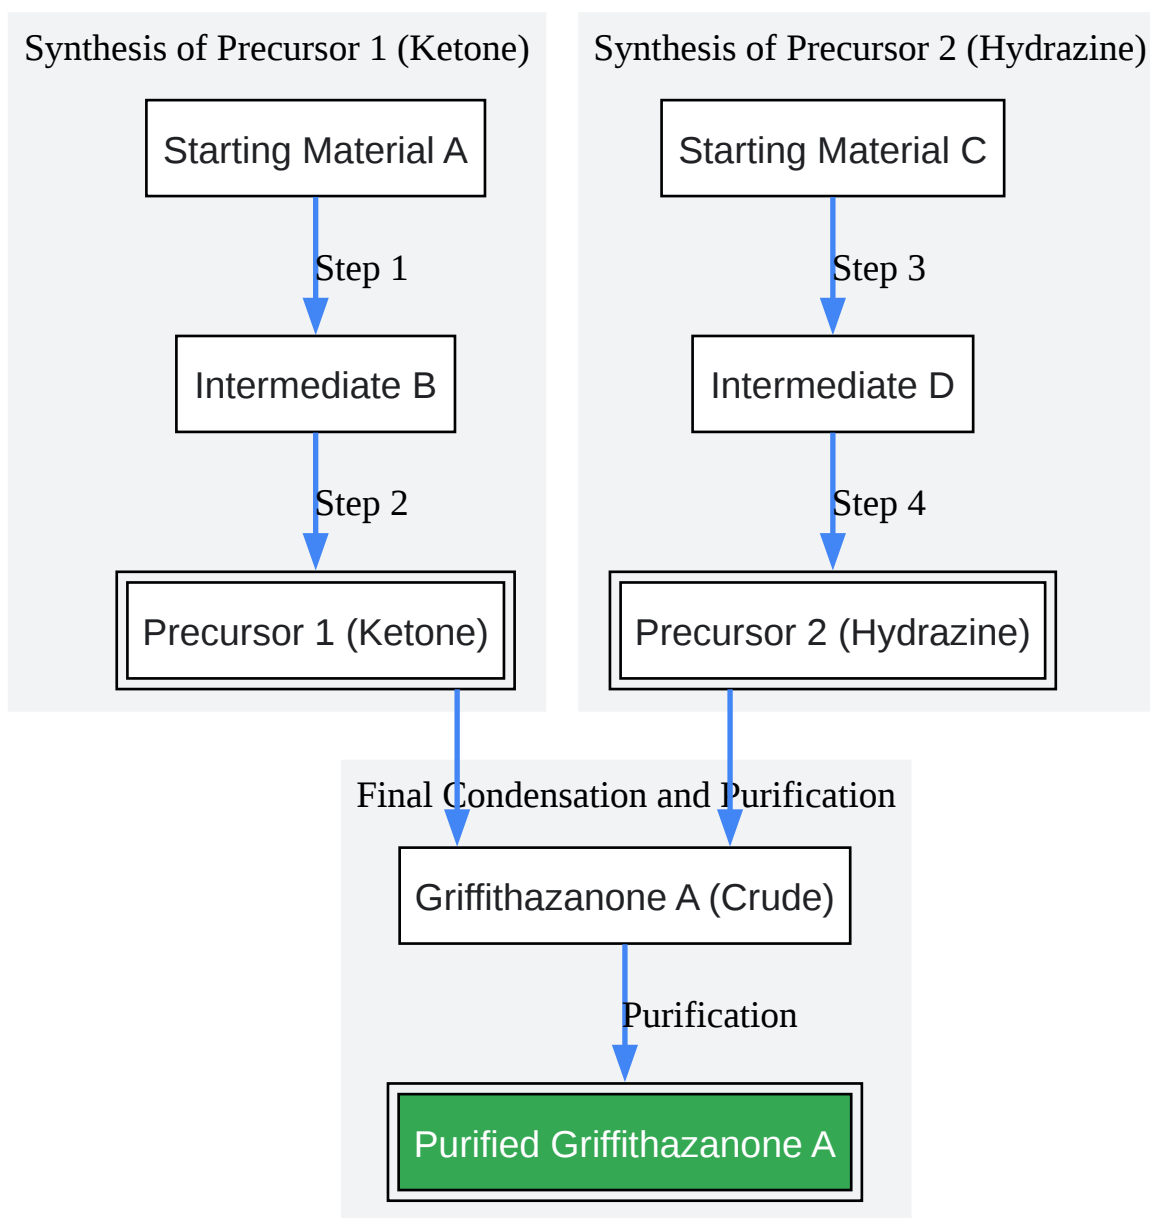 Synthesis of Precursor 1 (Ketone)
Starting Material A
Step 1
Intermediate B
Step 2
Precursor 1 (Ketone)
Synthesis of Precursor 2 (Hydrazine)
Starting Material C
Step 3
Intermediate D
Step 4
Precursor 2 (Hydrazine)
Final Condensation and Purification
Griffithazanone A (Crude)
Purification
Purified Griffithazanone A